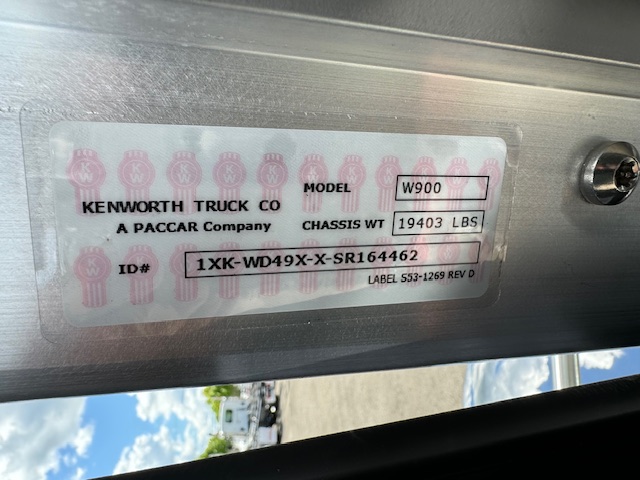 KENWORTH TRUCK CO
A PACCAR Company
MODEL W900
CHASSIS WT 19403 LBS
ID# 1XK-WD49X-X-SR164462
LABEL S53-1269 REV D